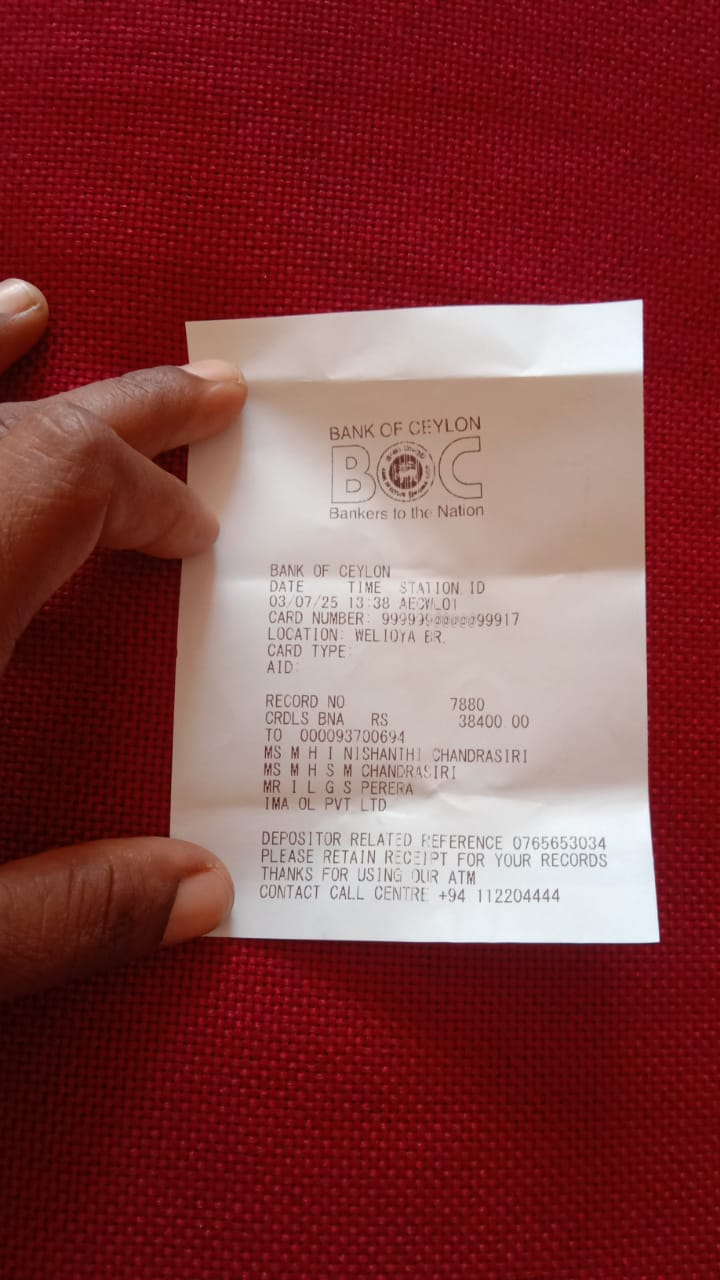 BANK OF CEYLON
BOC
Bankers to the Nation
BANK OF CEYLON
DATE TIME STATION ID
03/07/25 13:38 AECWL01
CARD NUMBER: 999999@@@@@99917
LOCATION: WELIOYA BR.
CARD TYPE:
AID:
RECORD NO 7880
CRDLS BNA RS 38400.00
TO 000093700694
MS M H I NISHANTHI CHANDRASIRI
MS M H S M CHANDRASIRI
MR I L G S PERERA
IMA OL PVT LTD
DEPOSITOR RELATED REFERENCE 0765653034
PLEASE RETAIN RECEIPT FOR YOUR RECORDS
THANKS FOR USING OUR ATM
CONTACT CALL CENTRE +94 112204444